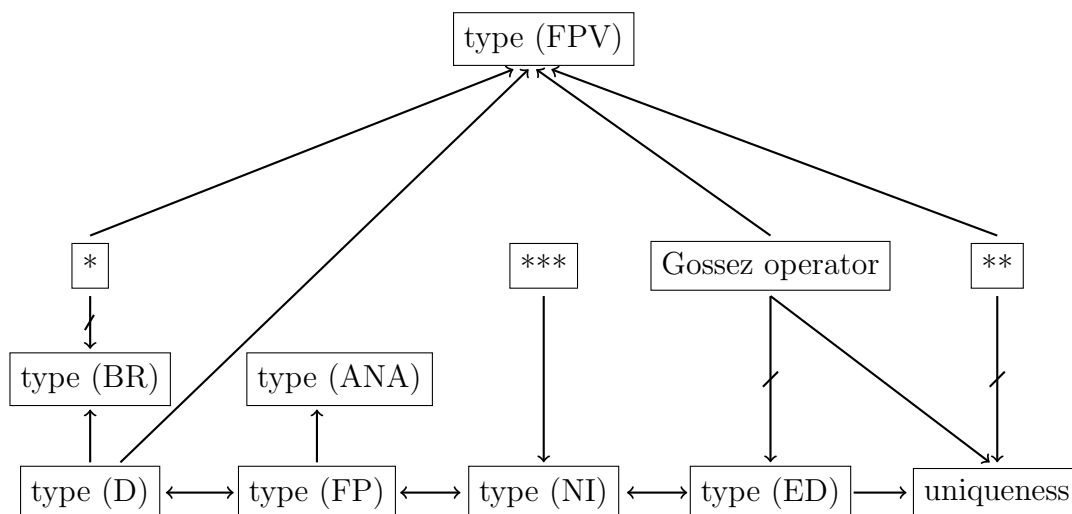 type (FPV)
*
***
Gossez operator
**
type (BR)
type (ANA)
type (D)
type (FP)
type (NI)
type (ED)
uniqueness